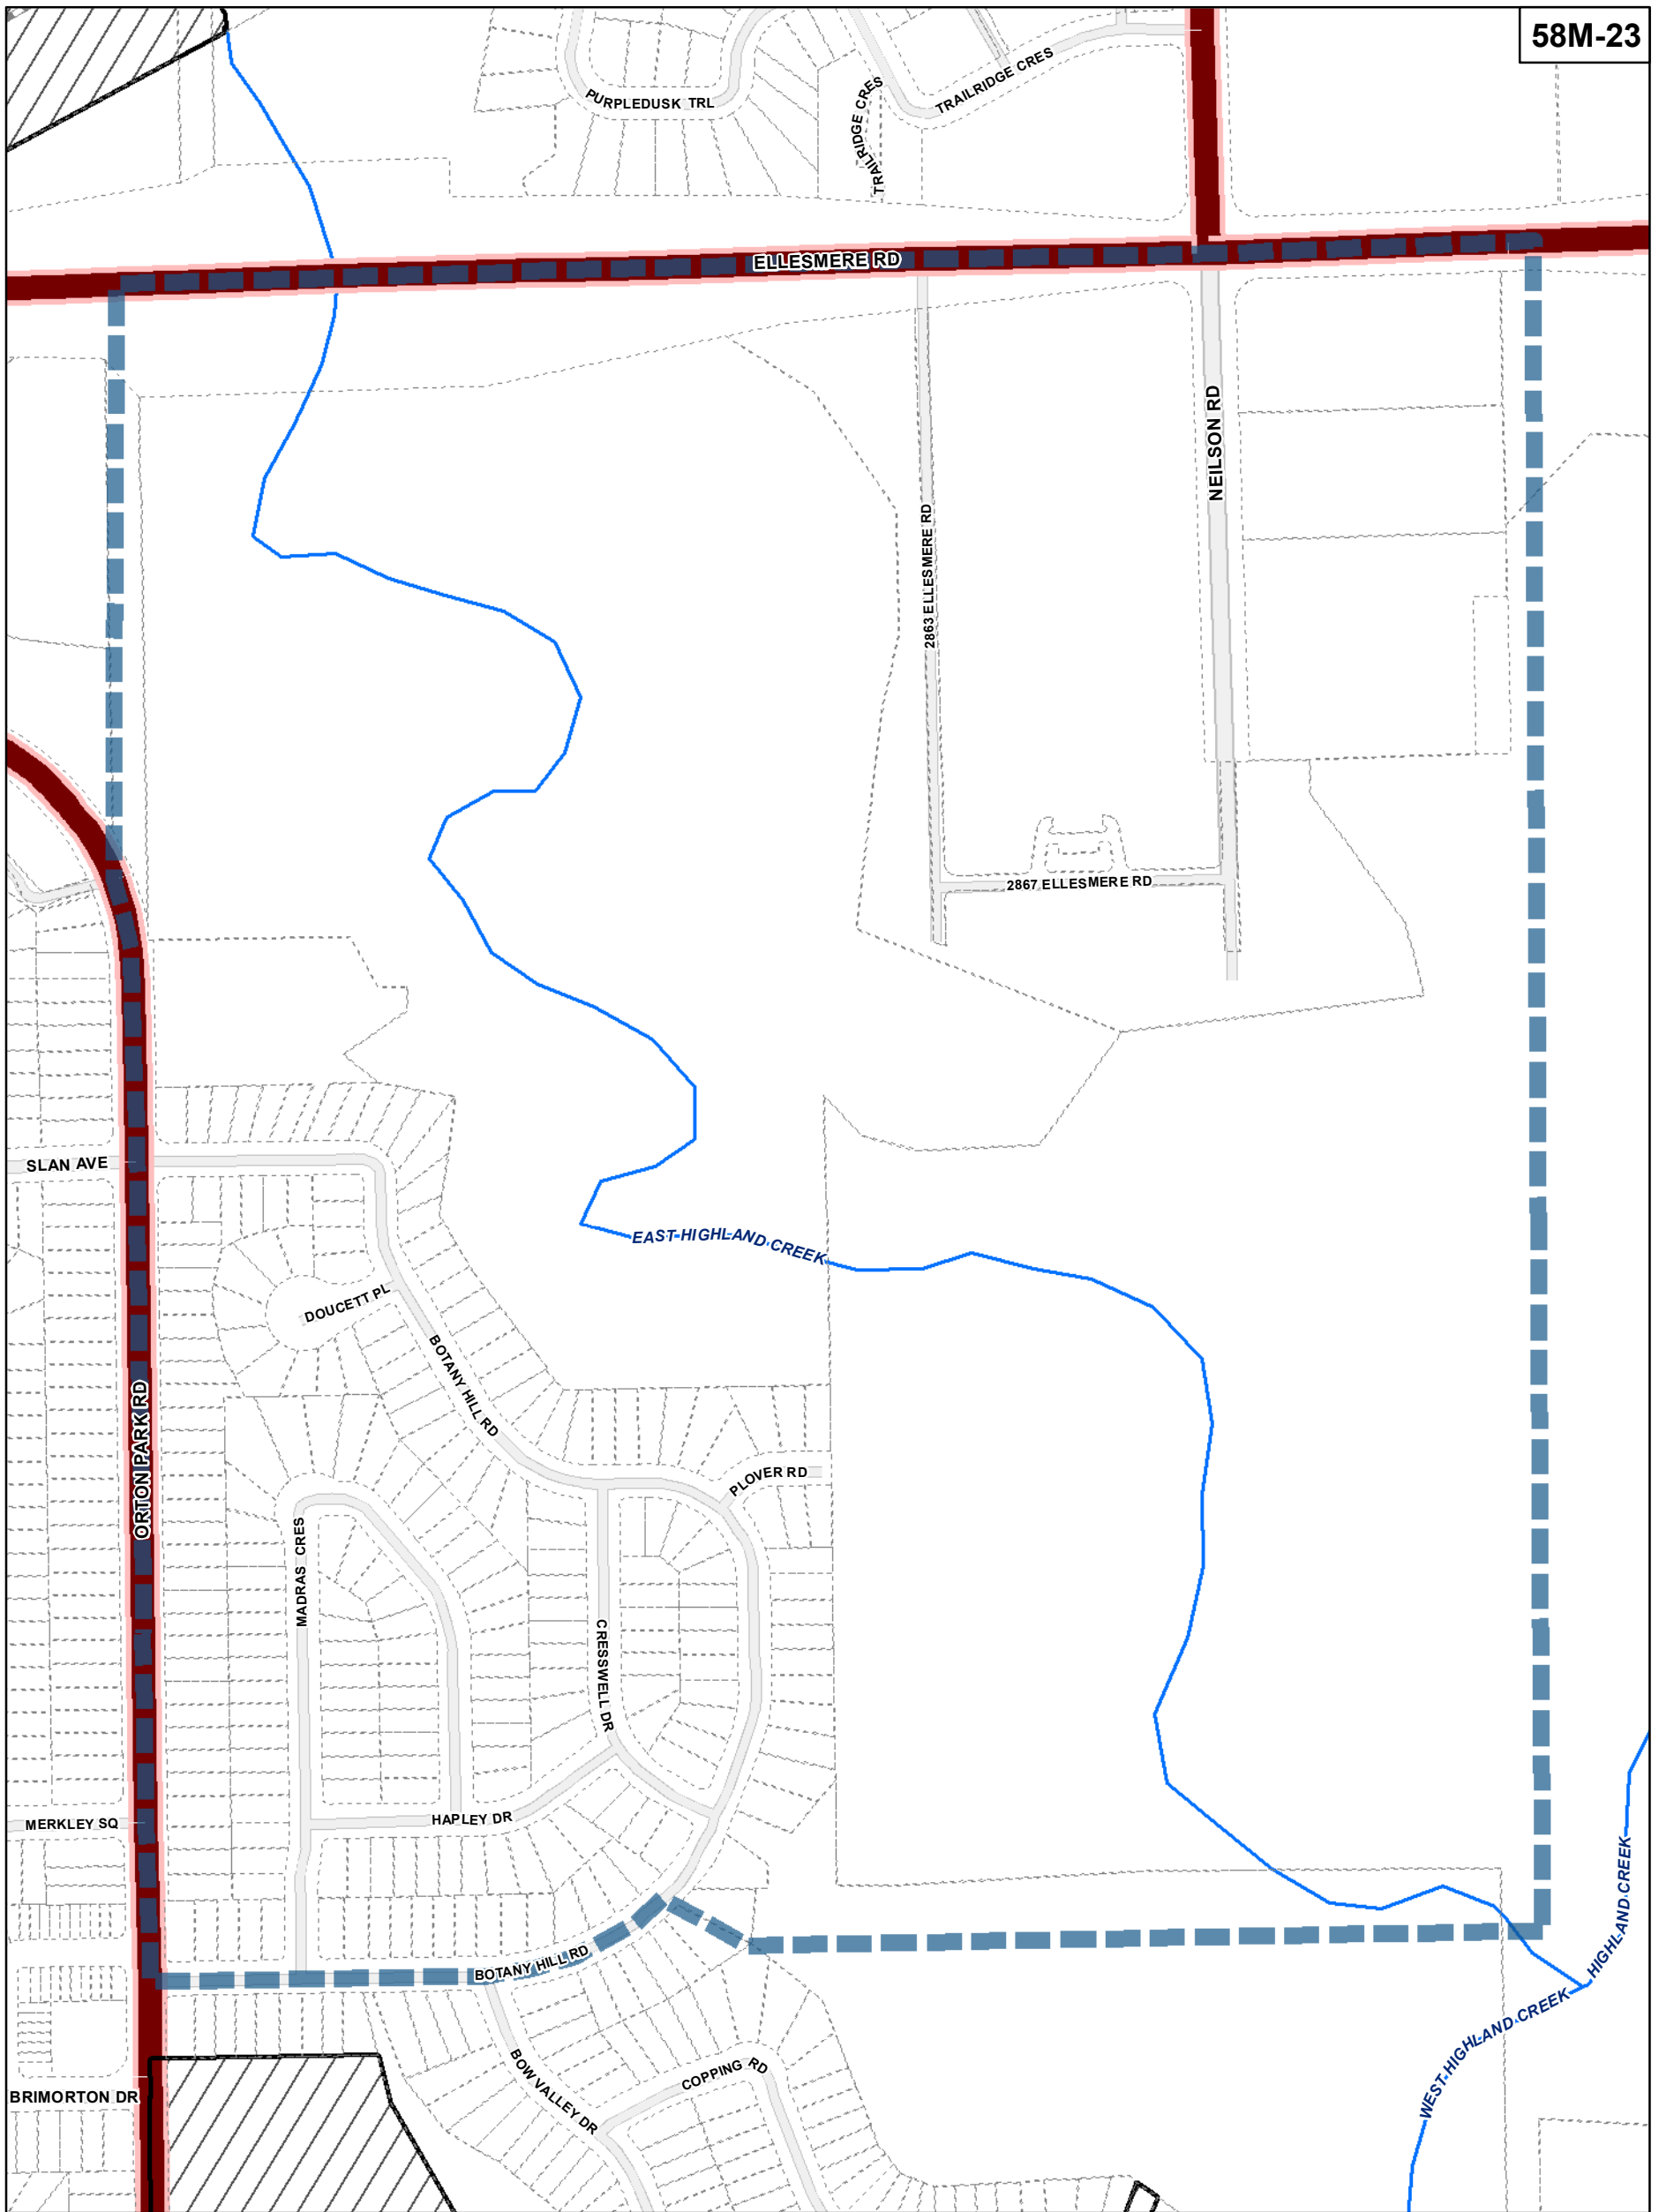 58M-23
PURPLEDUSK TRL
TRAILRIDGE CRES
TRAILRIDGE CRES
ELLESMERE RD
NEILSON RD
2863 ELLESMERE RD
2867 ELLESMERE RD
SLAN AVE
EAST HIGHLAND CREEK
DOUCETT PL
BOTANY HILL RD
ORTON PARK RD
PLOVER RD
MADRAS CRES
CRESSWELL DR
HAPLEY DR
MERKLEY SQ
HIGHLAND CREEK
BOTANY HILL RD
WEST HIGHLAND CREEK
BOW VALLEY DR
COPPING RD
BRIMORTON DR